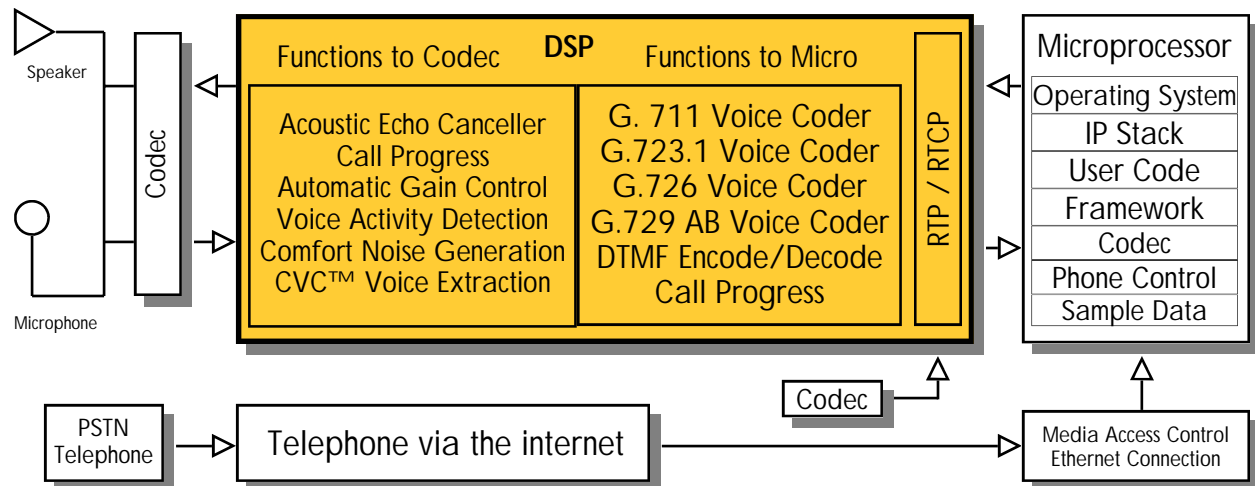 Speaker
Microphone
Codec
DSP
Functions to Codec
Acoustic Echo Canceller
Call Progress
Automatic Gain Control
Voice Activity Detection
Comfort Noise Generation
CVC™ Voice Extraction
Functions to Micro
G. 711 Voice Coder
G.723.1 Voice Coder
G.726 Voice Coder
G.729 AB Voice Coder
DTMF Encode/Decode
Call Progress
RTP / RTCP
Microprocessor
Operating System
IP Stack
User Code
Framework
Codec
Phone Control
Sample Data
Codec
PSTN
Telephone
Telephone via the internet
Media Access Control
Ethernet Connection